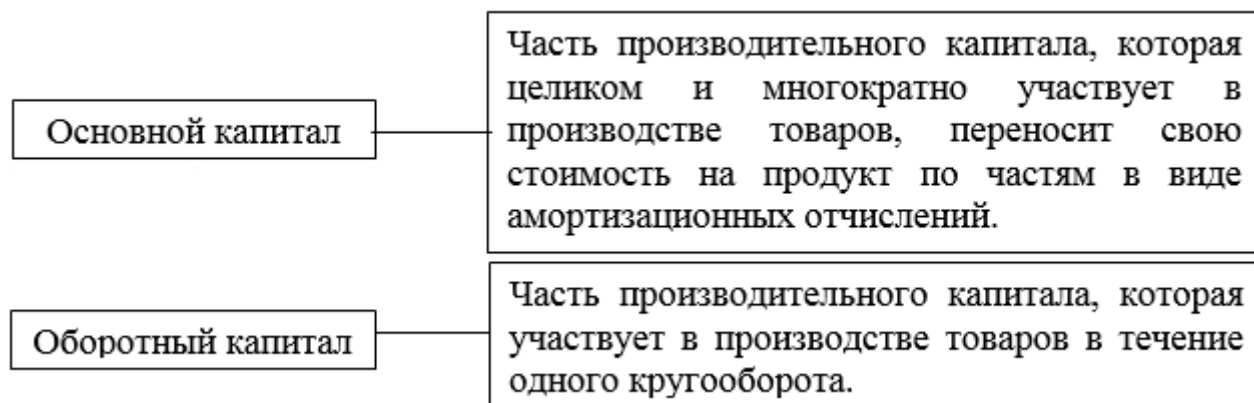 Основной капитал
Часть производительного капитала, которая
целиком и многократно участвует в
производстве товаров, переносит свою
стоимость на продукт по частям в виде
амортизационных отчислений.
Оборотный капитал
Часть производительного капитала, которая
участвует в производстве товаров в течение
одного кругооборота.